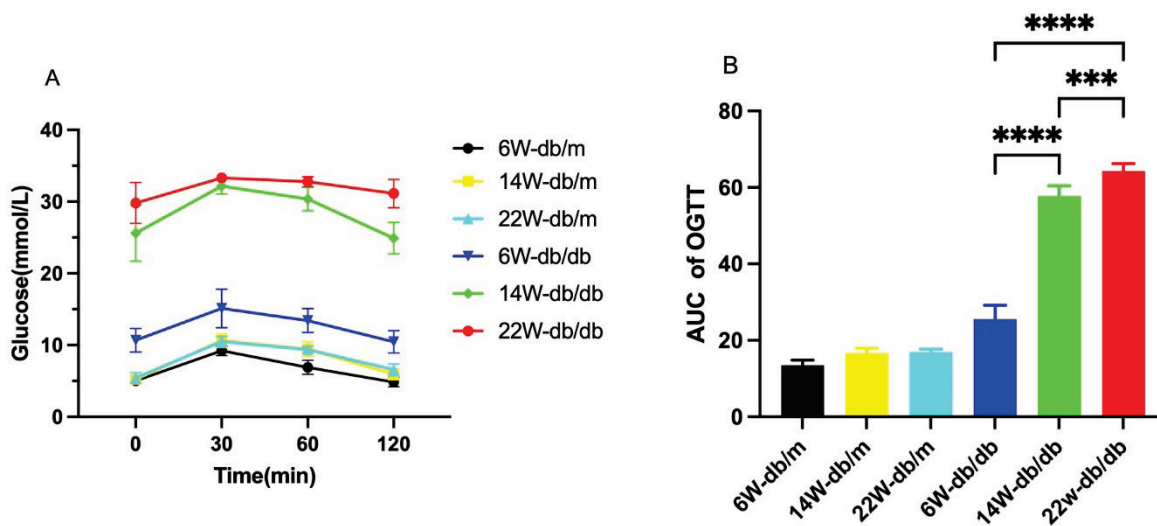 A
Glucose(mmol/L)
40
30
20
10
0
0 30 60 120
Time(min)
6W-db/m
14W-db/m
22W-db/m
6W-db/db
14W-db/db
22W-db/db
B
****
***
****
AUC of OGTT
80
60
40
20
0
6W-db/m
14W-db/m
22W-db/m
6W-db/db
14W-db/db
22w-db/db